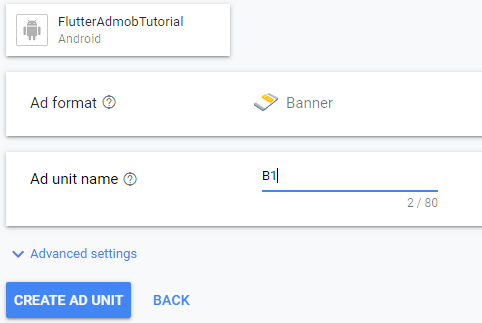 FlutterAdmobTutorial
Android
Ad format
Banner
Ad unit name
B1
2 / 80
Advanced settings
CREATE AD UNIT BACK